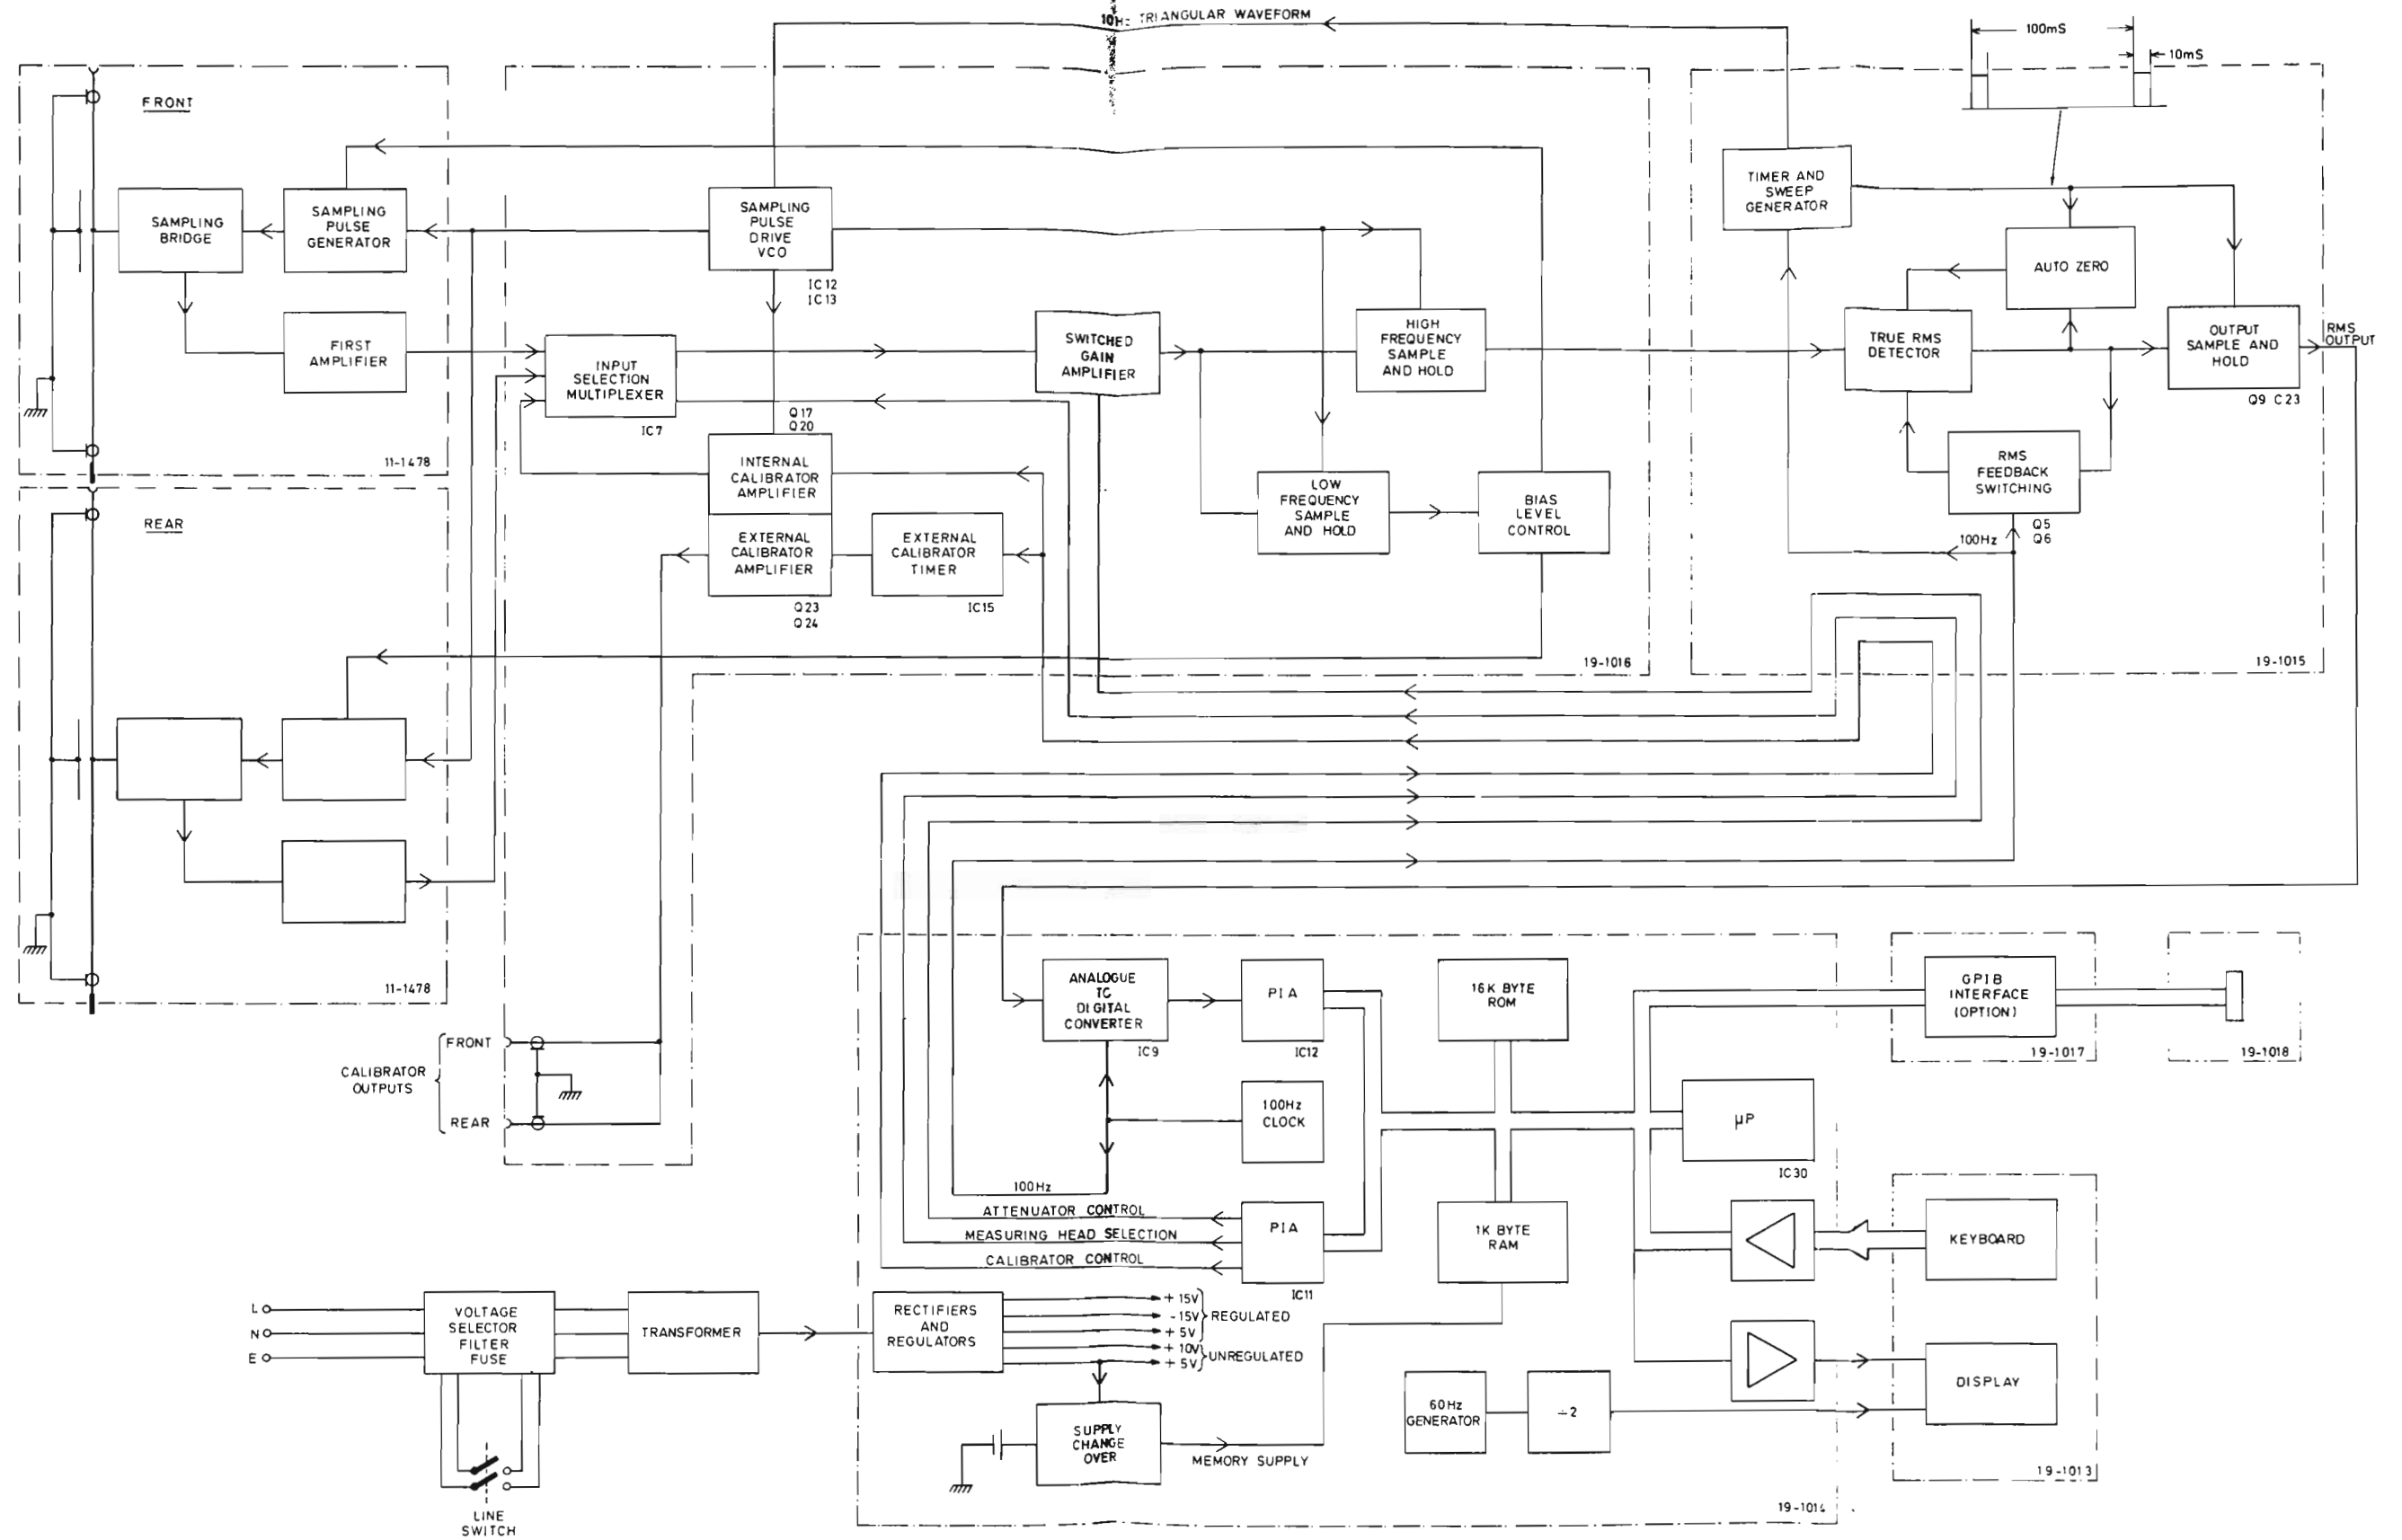 10Hz TRIANGULAR WAVEFORM
100mS
10mS
FRONT
SAMPLING
BRIDGE
SAMPLING
PULSE
GENERATOR
FIRST
AMPLIFIER
11-1478
SAMPLING
PULSE
DRIVE
VCO
IC12
IC13
INPUT
SELECTION
MULTIPLEXER
IC7
SWITCHED
GAIN
AMPLIFIER
HIGH
FREQUENCY
SAMPLE
AND HOLD
Q17
Q20
INTERNAL
CALIBRATOR
AMPLIFIER
EXTERNAL
CALIBRATOR
AMPLIFIER
Q23
Q24
EXTERNAL
CALIBRATOR
TIMER
IC15
LOW
FREQUENCY
SAMPLE
AND HOLD
BIAS
LEVEL
CONTROL
19-1016
TIMER AND
SWEEP
GENERATOR
AUTO ZERO
TRUE RMS
DETECTOR
OUTPUT
SAMPLE AND
HOLD
Q9 C23
RMS
OUTPUT
RMS
FEEDBACK
SWITCHING
Q5
Q6
100Hz
19-1015
REAR
11-1478
CALIBRATOR
OUTPUTS
FRONT
REAR
ANALOGUE
TO
DIGITAL
CONVERTER
IC9
PIA
IC12
16K BYTE
ROM
GPIB
INTERFACE
(OPTION)
19-1017
19-1018
100Hz
CLOCK
µP
IC30
100Hz
ATTENUATOR CONTROL
MEASURING HEAD SELECTION
CALIBRATOR CONTROL
PIA
IC11
1K BYTE
RAM
KEYBOARD
DISPLAY
19-1013
L
N
E
VOLTAGE
SELECTOR
FILTER
FUSE
TRANSFORMER
RECTIFIERS
AND
REGULATORS
+ 15V
- 15V
+ 5V
REGULATED
+ 10V
+ 5V
UNREGULATED
SUPPLY
CHANGE
OVER
MEMORY SUPPLY
60Hz
GENERATOR
÷2
LINE
SWITCH
19-1014